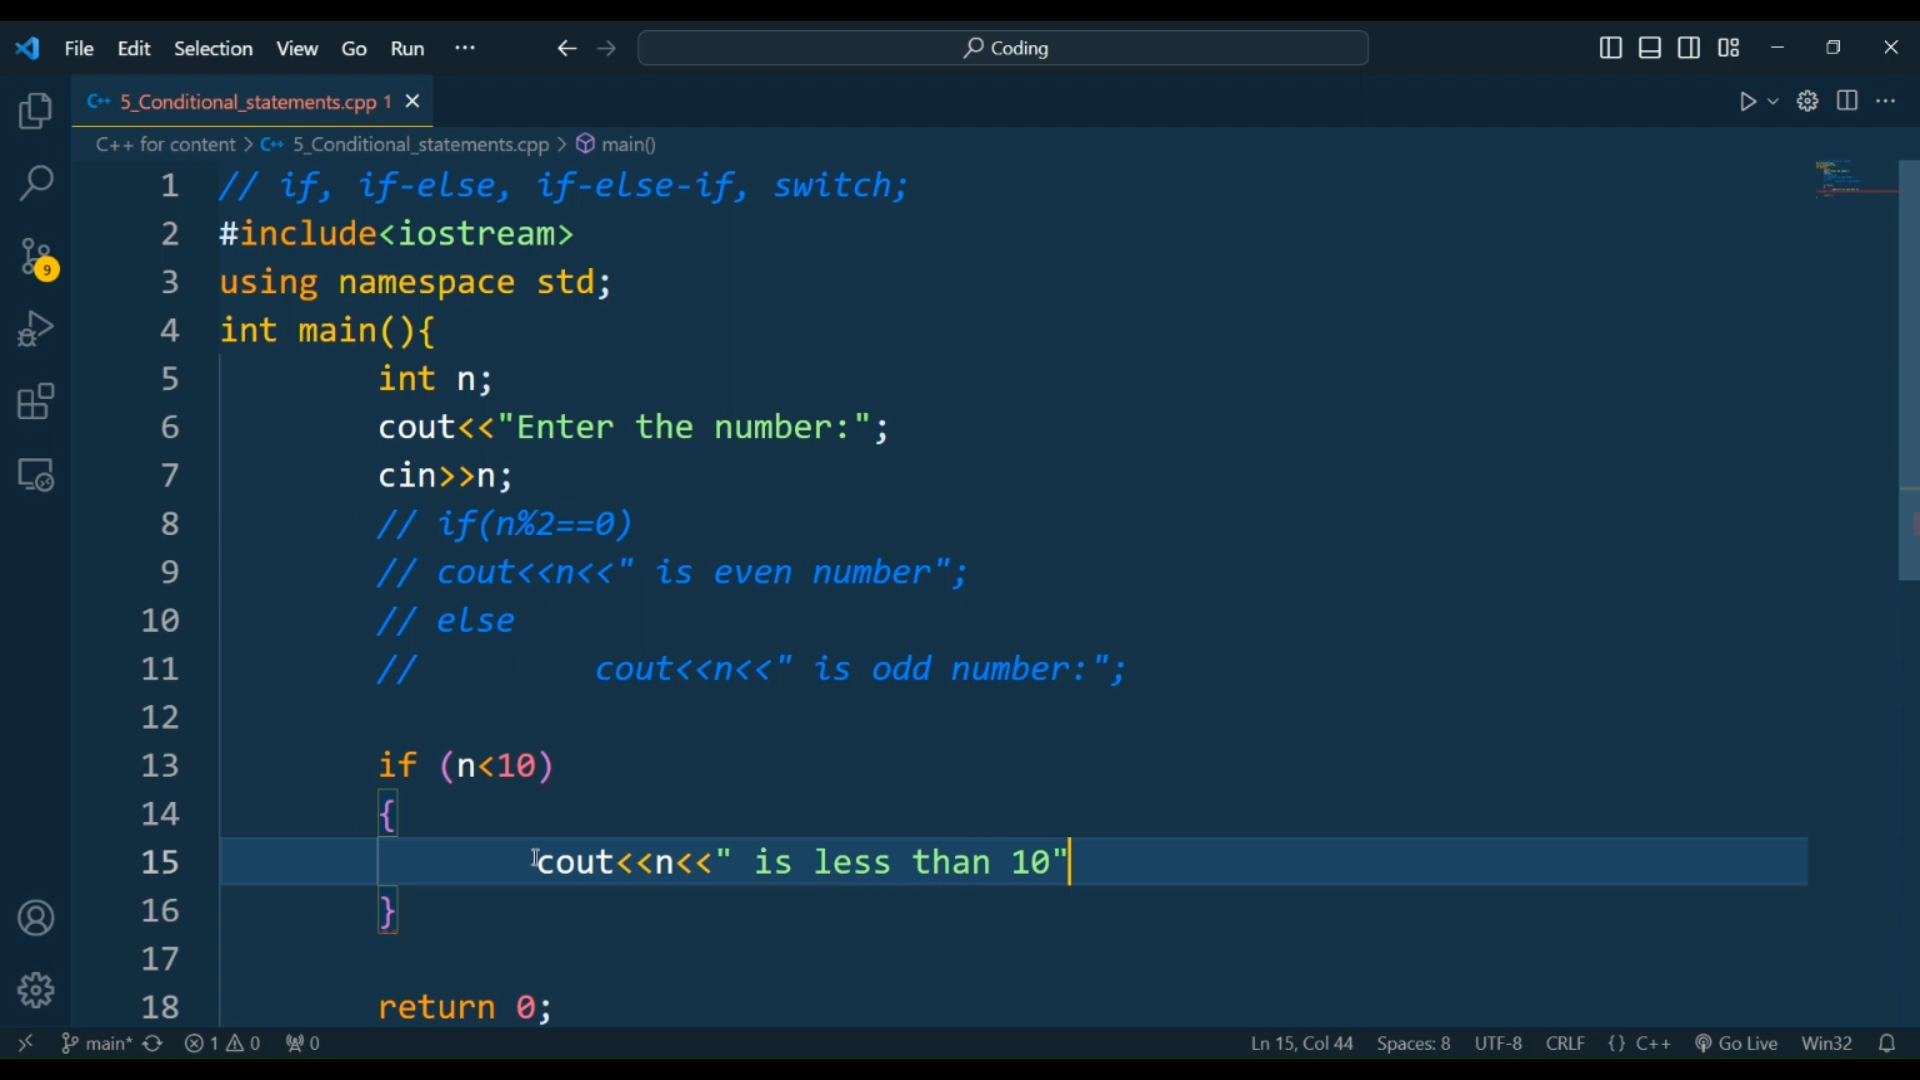 File Edit Selection View Go Run ··· ← → Coding
C++ 5_Conditional_statements.cpp 1
C++ for content > C++ 5_Conditional_statements.cpp > main()
1 // if, if-else, if-else-if, switch;
2 #include<iostream>
3 using namespace std;
4 int main(){
5 int n;
6 cout<<"Enter the number:";
7 cin>>n;
8 // if(n%2==0)
9 // cout<<n<<" is even number";
10 // else
11 // cout<<n<<" is odd number:";
12
13 if (n<10)
14 {
15 cout<<n<<" is less than 10"
16 }
17
18 return 0;
9
main* 1 0 0 Ln 15, Col 44 Spaces: 8 UTF-8 CRLF {} C++ Go Live Win32